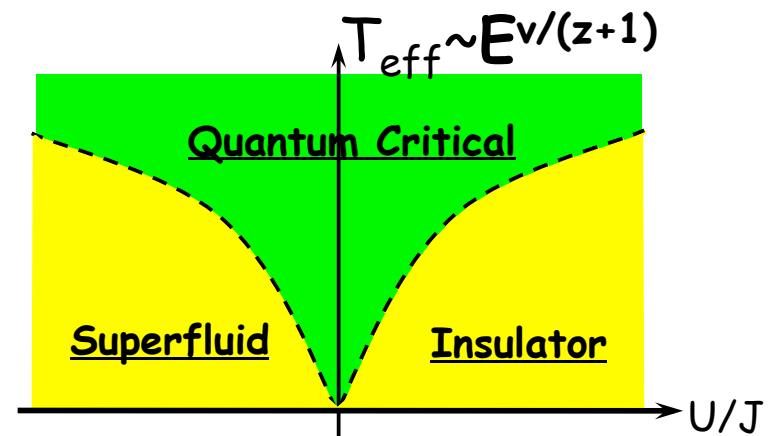 T_eff~E^v/(z+1)
Quantum Critical
Superfluid
Insulator
U/J